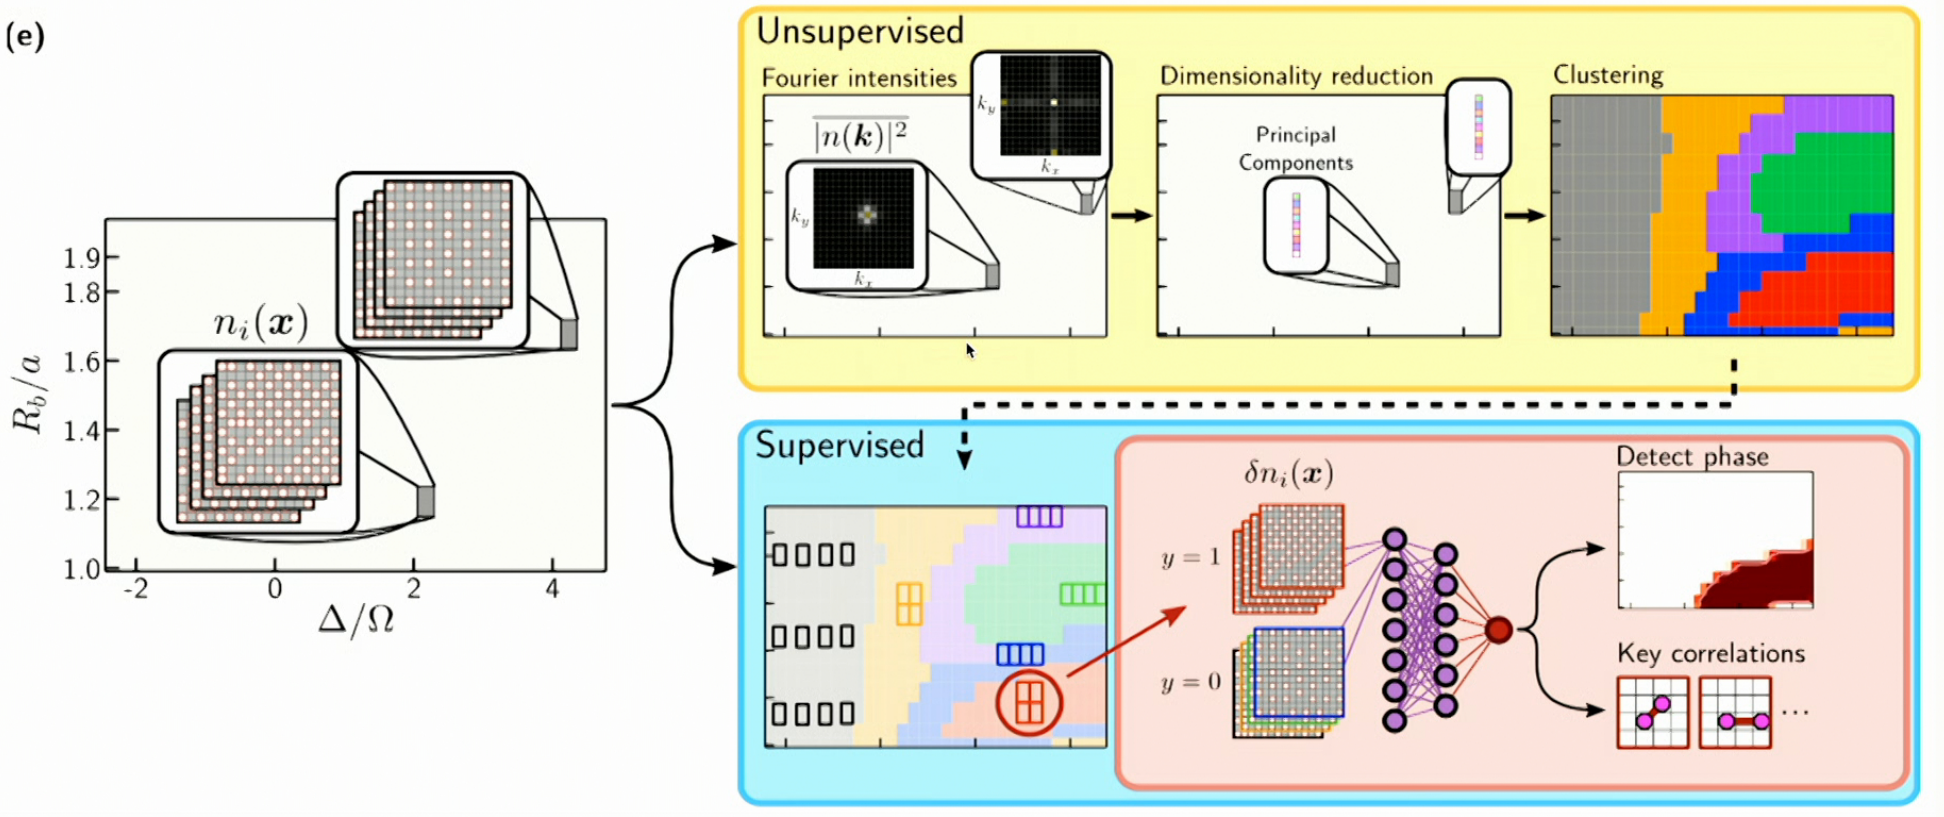 (e)
n_i(x)
R_b/a
1.9
1.8
1.6
1.4
1.2
1.0
-2 0 2 4
Δ/Ω
Unsupervised
Fourier intensities
|n(k)|²
k_y
k_x
k_y
k_x
Dimensionality reduction
Principal
Components
Clustering
Supervised
δn_i(x)
y = 1
y = 0
Detect phase
Key correlations
...